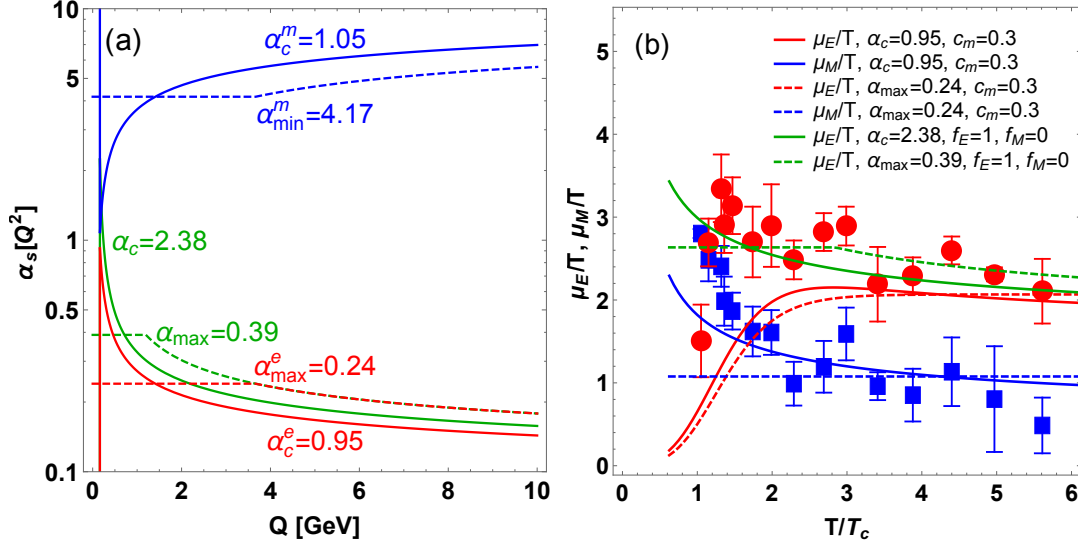 (a)
α_c^m=1.05
α_min^m=4.17
α_c=2.38
α_max=0.39
α_max^e=0.24
α_c^e=0.95
α_s[Q²]
10
5
1
0.5
0.1
0 2 4 6 8 10
Q [GeV]
(b)
μ_E/T, α_c=0.95, c_m=0.3
μ_M/T, α_c=0.95, c_m=0.3
μ_E/T, α_max=0.24, c_m=0.3
μ_M/T, α_max=0.24, c_m=0.3
μ_E/T, α_c=2.38, f_E=1, f_M=0
μ_E/T, α_max=0.39, f_E=1, f_M=0
μ_E/T, μ_M/T
5
4
3
2
1
0
0 1 2 3 4 5 6
T/T_c